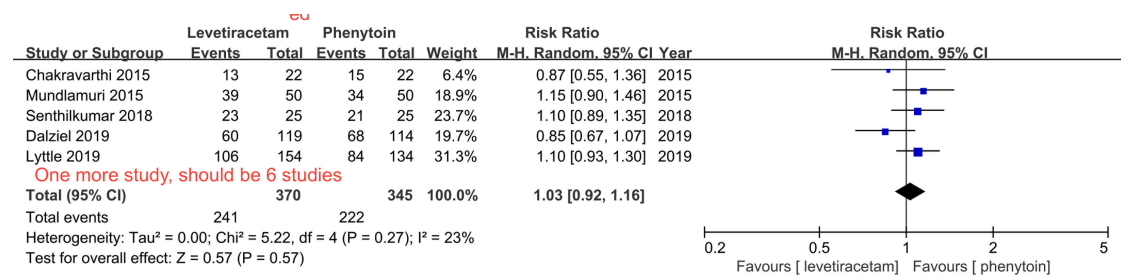 ed
Levetiracetam Phenytoin Risk Ratio Risk Ratio
Study or Subgroup Events Total Events Total Weight M-H, Random, 95% CI Year M-H, Random, 95% CI
Chakravarthi 2015 13 22 15 22 6.4% 0.87 [0.55, 1.36] 2015
Mundlamuri 2015 39 50 34 50 18.9% 1.15 [0.90, 1.46] 2015
Senthilkumar 2018 23 25 21 25 23.7% 1.10 [0.89, 1.35] 2018
Dalziel 2019 60 119 68 114 19.7% 0.85 [0.67, 1.07] 2019
Lyttle 2019 106 154 84 134 31.3% 1.10 [0.93, 1.30] 2019
One more study, should be 6 studies
Total (95% CI) 370 345 100.0% 1.03 [0.92, 1.16]
Total events 241 222
Heterogeneity: Tau² = 0.00; Chi² = 5.22, df = 4 (P = 0.27); I² = 23%
Test for overall effect: Z = 0.57 (P = 0.57)
0.2 0.5 1 2 5
Favours [ levetiracetam] Favours [ phenytoin]